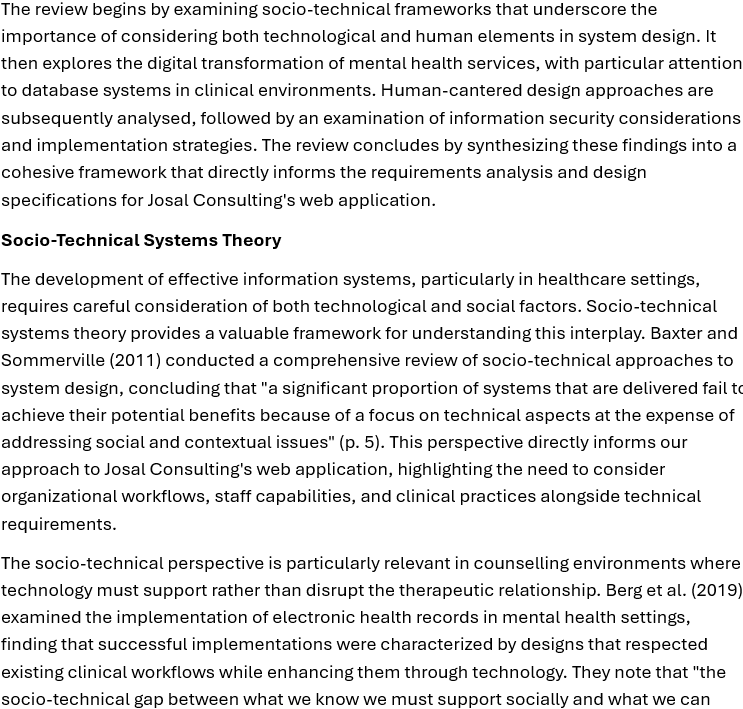 The review begins by examining socio-technical frameworks that underscore the
importance of considering both technological and human elements in system design. It
then explores the digital transformation of mental health services, with particular attention
to database systems in clinical environments. Human-cantered design approaches are
subsequently analysed, followed by an examination of information security considerations
and implementation strategies. The review concludes by synthesizing these findings into a
cohesive framework that directly informs the requirements analysis and design
specifications for Josal Consulting's web application.
Socio-Technical Systems Theory
The development of effective information systems, particularly in healthcare settings,
requires careful consideration of both technological and social factors. Socio-technical
systems theory provides a valuable framework for understanding this interplay. Baxter and
Sommerville (2011) conducted a comprehensive review of socio-technical approaches to
system design, concluding that "a significant proportion of systems that are delivered fail to
achieve their potential benefits because of a focus on technical aspects at the expense of
addressing social and contextual issues" (p. 5). This perspective directly informs our
approach to Josal Consulting's web application, highlighting the need to consider
organizational workflows, staff capabilities, and clinical practices alongside technical
requirements.
The socio-technical perspective is particularly relevant in counselling environments where
technology must support rather than disrupt the therapeutic relationship. Berg et al. (2019)
examined the implementation of electronic health records in mental health settings,
finding that successful implementations were characterized by designs that respected
existing clinical workflows while enhancing them through technology. They note that "the
socio-technical gap between what we know we must support socially and what we can